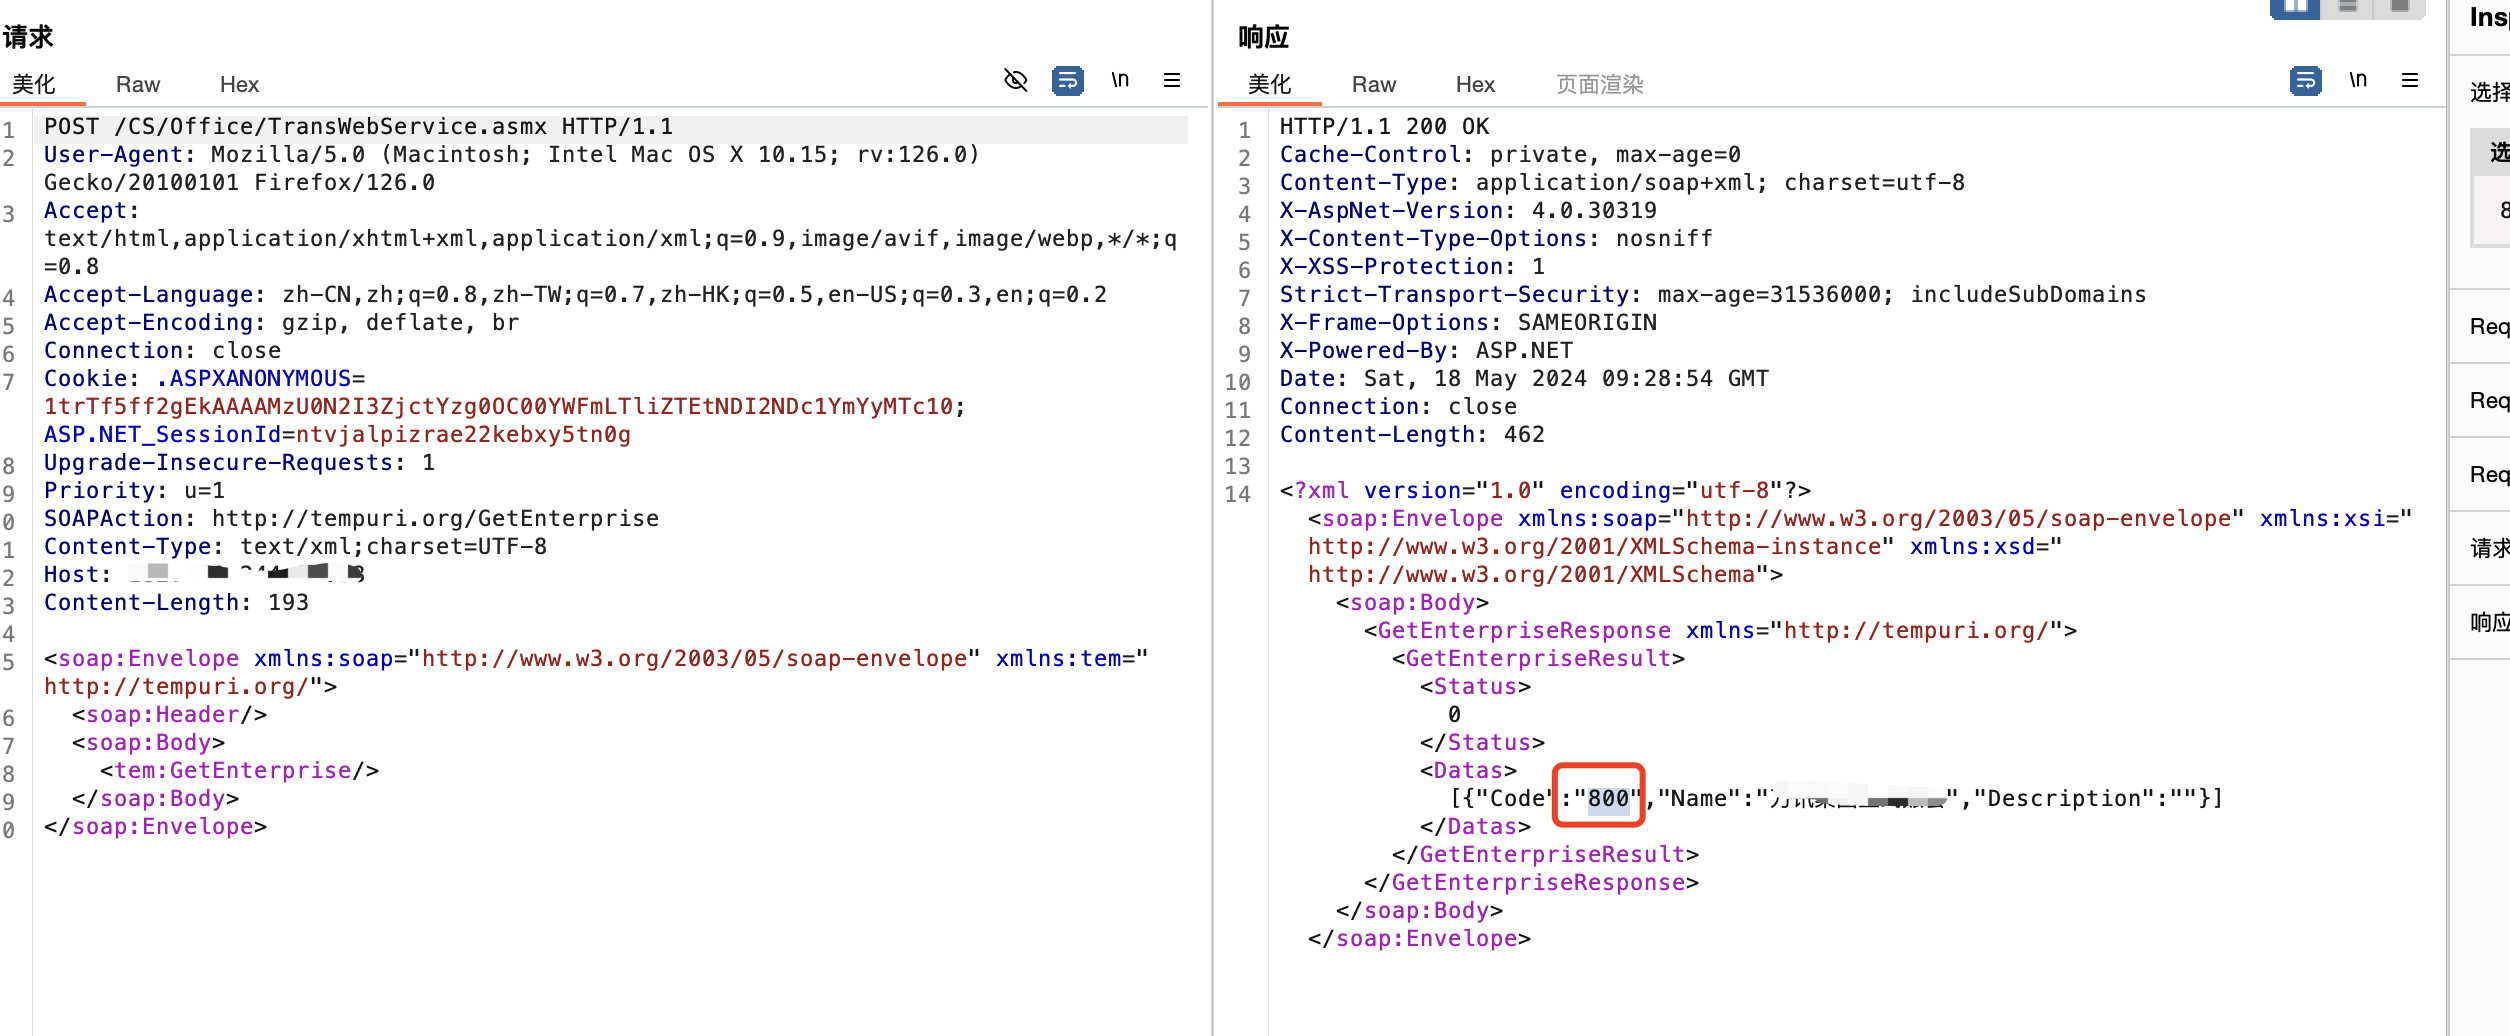 请求
美化 Raw Hex \n
1 POST /CS/Office/TransWebService.asmx HTTP/1.1
2 User-Agent: Mozilla/5.0 (Macintosh; Intel Mac OS X 10.15; rv:126.0)
Gecko/20100101 Firefox/126.0
3 Accept:
text/html,application/xhtml+xml,application/xml;q=0.9,image/avif,image/webp,*/*;q
=0.8
4 Accept-Language: zh-CN,zh;q=0.8,zh-TW;q=0.7,zh-HK;q=0.5,en-US;q=0.3,en;q=0.2
5 Accept-Encoding: gzip, deflate, br
6 Connection: close
7 Cookie: .ASPXANONYMOUS=
1trTf5ff2gEkAAAAMzU0N2I3ZjctYzg0OC00YWFmLTliZTEtNDI2NDc1YmYyMTc10;
ASP.NET_SessionId=ntvjalpizrae22kebxy5tn0g
8 Upgrade-Insecure-Requests: 1
9 Priority: u=1
0 SOAPAction: http://tempuri.org/GetEnterprise
1 Content-Type: text/xml;charset=UTF-8
2 Host:
3 Content-Length: 193
4
5 <soap:Envelope xmlns:soap="http://www.w3.org/2003/05/soap-envelope" xmlns:tem="
http://tempuri.org/">
6 <soap:Header/>
7 <soap:Body>
8 <tem:GetEnterprise/>
9 </soap:Body>
0 </soap:Envelope>
响应
美化 Raw Hex 页面渲染 \n
1 HTTP/1.1 200 OK
2 Cache-Control: private, max-age=0
3 Content-Type: application/soap+xml; charset=utf-8
4 X-AspNet-Version: 4.0.30319
5 X-Content-Type-Options: nosniff
6 X-XSS-Protection: 1
7 Strict-Transport-Security: max-age=31536000; includeSubDomains
8 X-Frame-Options: SAMEORIGIN
9 X-Powered-By: ASP.NET
10 Date: Sat, 18 May 2024 09:28:54 GMT
11 Connection: close
12 Content-Length: 462
13
14 <?xml version="1.0" encoding="utf-8"?>
<soap:Envelope xmlns:soap="http://www.w3.org/2003/05/soap-envelope" xmlns:xsi="
http://www.w3.org/2001/XMLSchema-instance" xmlns:xsd="
http://www.w3.org/2001/XMLSchema">
<soap:Body>
<GetEnterpriseResponse xmlns="http://tempuri.org/">
<GetEnterpriseResult>
<Status>
0
</Status>
<Datas>
[{"Code":"800","Name":"","Description":""}]
</Datas>
</GetEnterpriseResult>
</GetEnterpriseResponse>
</soap:Body>
</soap:Envelope>
Insp
选择
选
8
Req
Req
Req
请求
响应